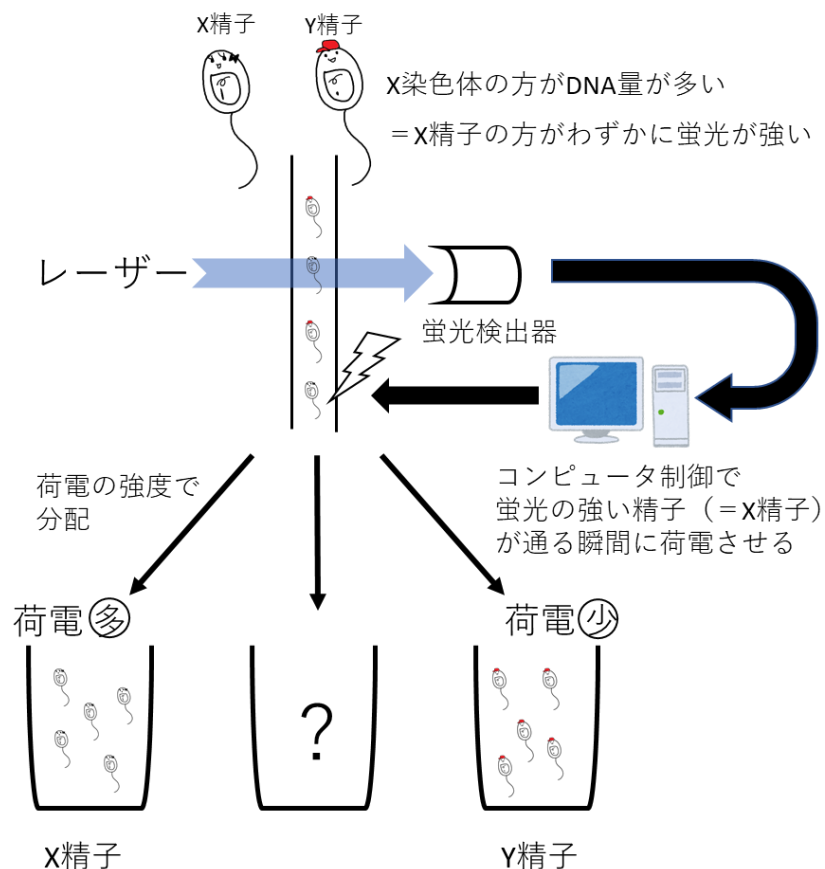 X精子
Y精子
X染色体の方がDNA量が多い
＝X精子の方がわずかに蛍光が強い
レーザー
蛍光検出器
コンピュータ制御で
蛍光の強い精子（＝X精子）
が通る瞬間に荷電させる
荷電の強度で
分配
荷電多
荷電少
?
X精子
Y精子